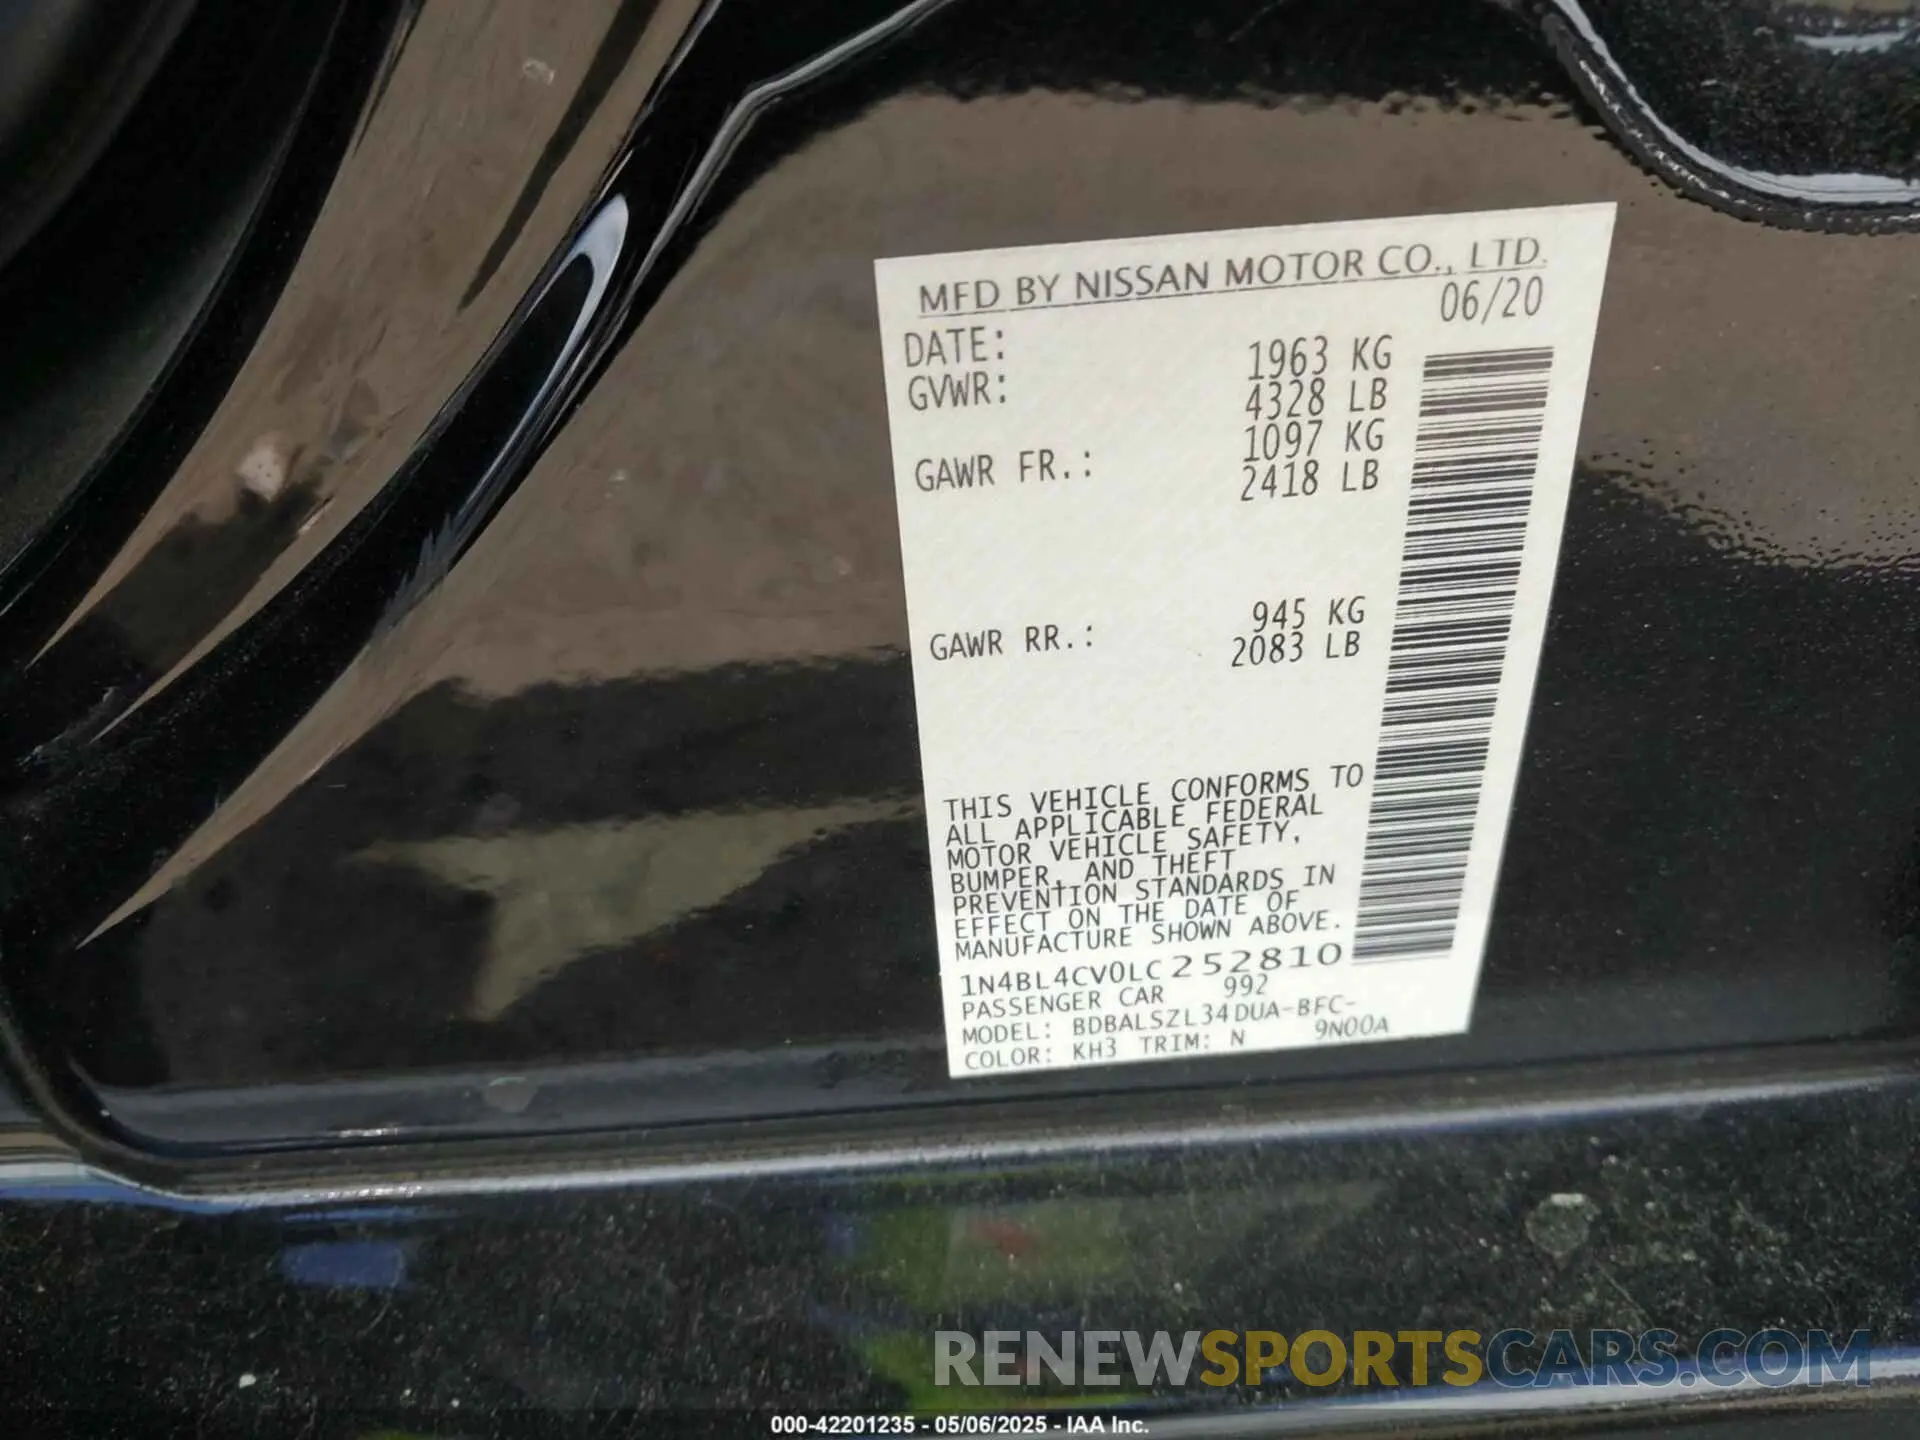 MFD BY NISSAN MOTOR CO., LTD.
DATE: 06/20
GVWR: 1963 KG
4328 LB
GAWR FR.: 1097 KG
2418 LB
GAWR RR.: 945 KG
2083 LB
THIS VEHICLE CONFORMS TO
ALL APPLICABLE FEDERAL
MOTOR VEHICLE SAFETY,
BUMPER, AND THEFT
PREVENTION STANDARDS IN
EFFECT ON THE DATE OF
MANUFACTURE SHOWN ABOVE.
1N4BL4CV0LC252810
PASSENGER CAR 992
MODEL: BDBALSZL34DUA-BFC-
9N00A
COLOR: KH3 TRIM: N
RENEWSPORTSCARS.COM
000-42201235 - 05/06/2025 - IAA Inc.